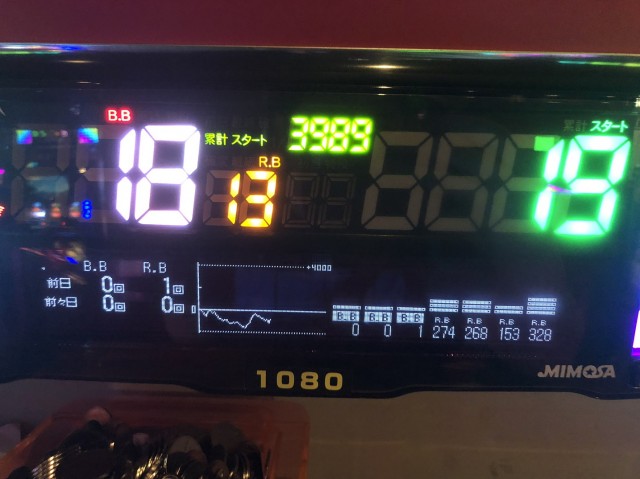 B.B
18
累計 スタート
3989
R.B
13
累計 スタート
19
B.B R.B
前日 0回 1回
前々日 0回 0回
+4000
0
B.B B.B B.B R.B R.B R.B R.B
0 0 1 274 268 153 328
MIMOSA
1080